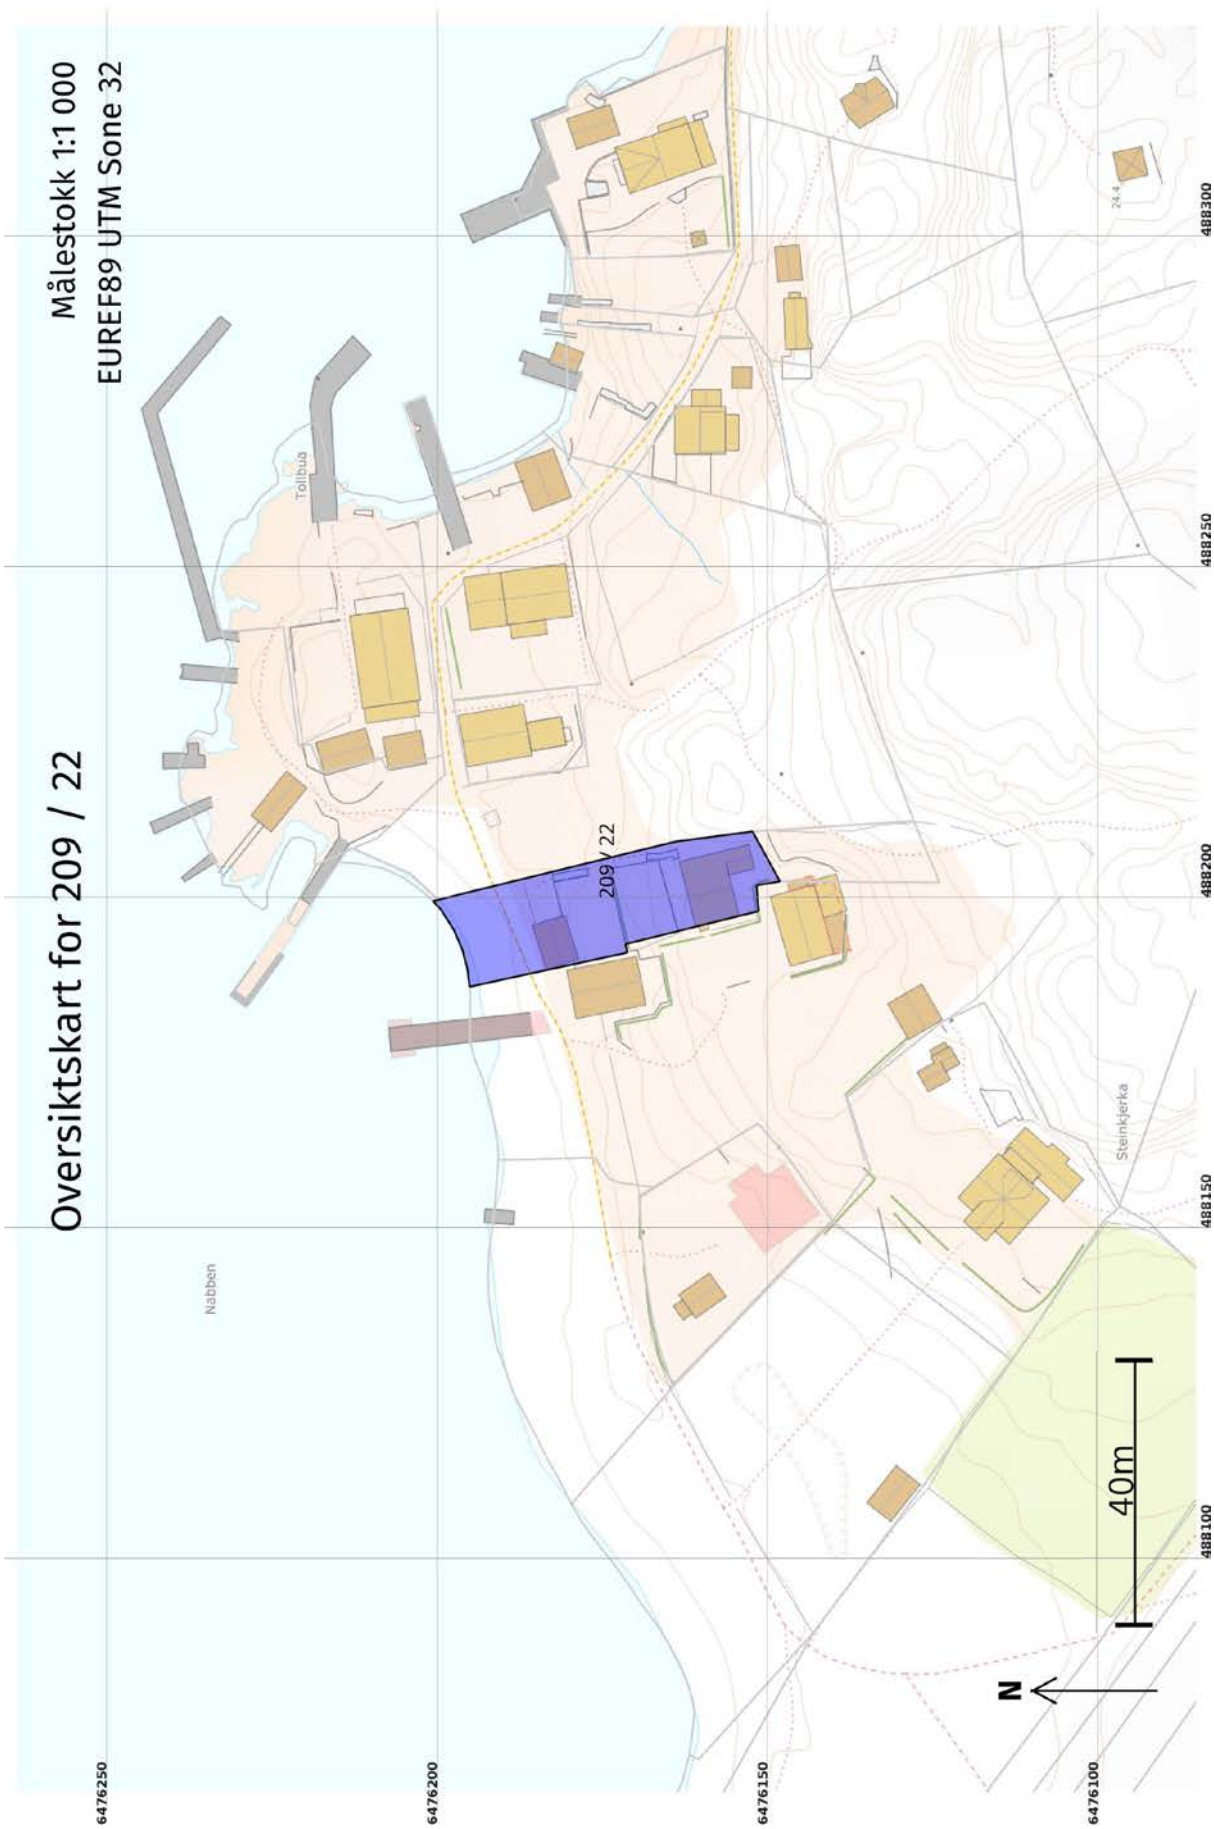 Oversiktskart for 209 / 22
Målestokk 1:1 000
EUREF89 UTM Sone 32
Nabben
Tollbua
209 / 22
24.4
Steinkjerka
40m
N
6476250
6476200
6476150
6476100
488100
488150
488200
488250
488300